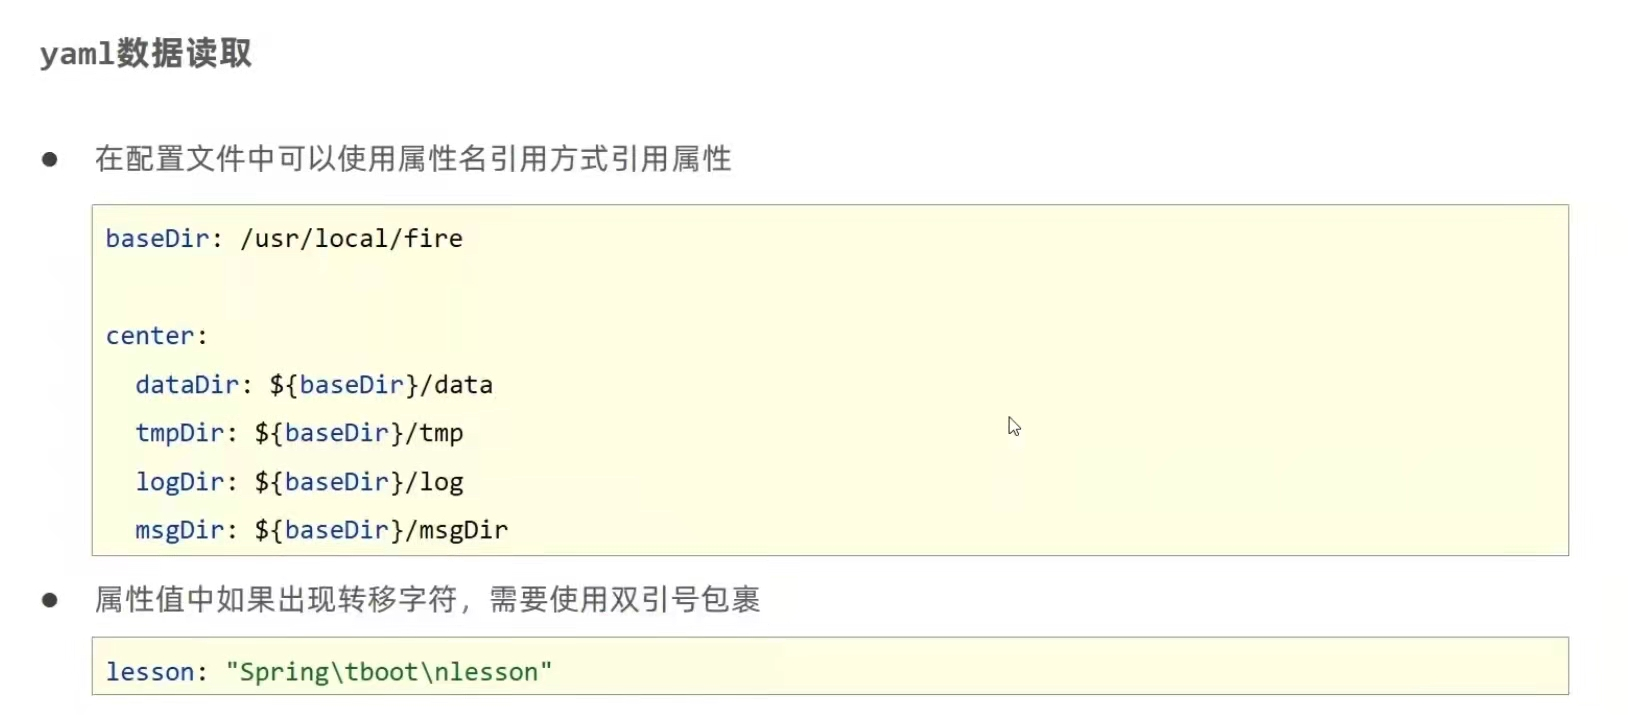 yaml数据读取
● 在配置文件中可以使用属性名引用方式引用属性
baseDir: /usr/local/fire
center:
  dataDir: ${baseDir}/data
  tmpDir: ${baseDir}/tmp
  logDir: ${baseDir}/log
  msgDir: ${baseDir}/msgDir
● 属性值中如果出现转移字符，需要使用双引号包裹
lesson: "Spring\tboot\nlesson"